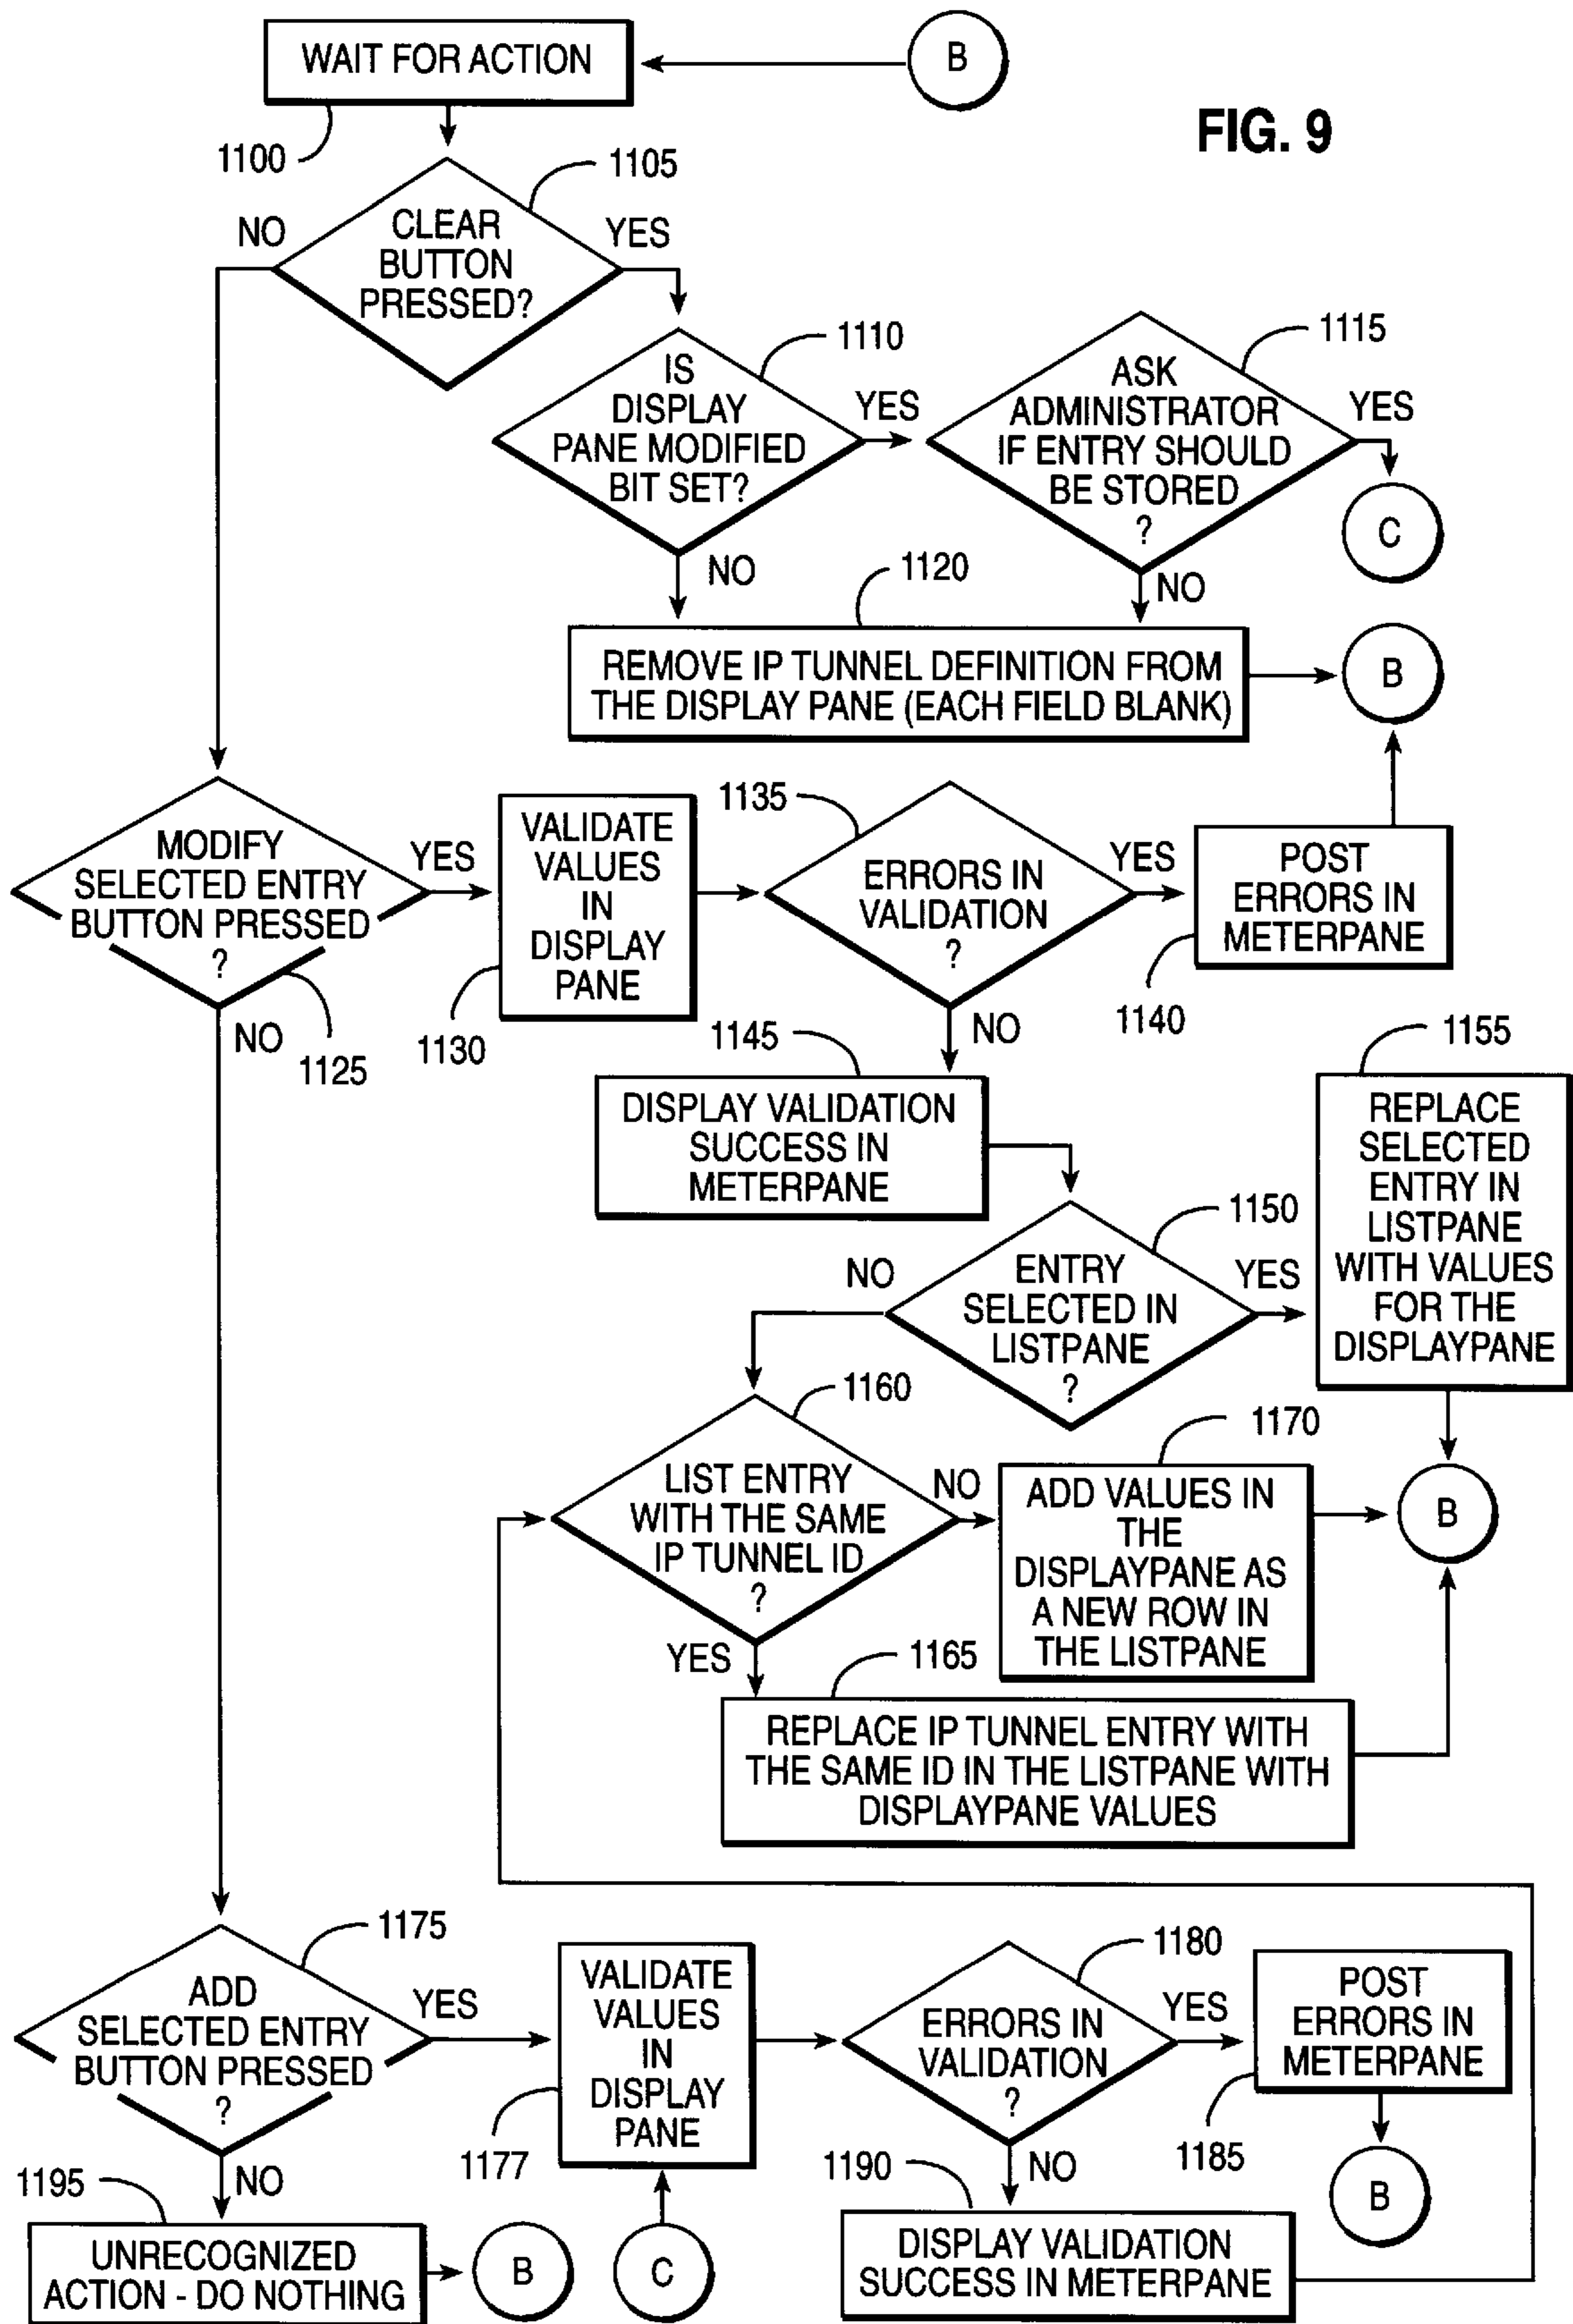 WAIT FOR ACTION
B
FIG. 9
1100
1105
NO
CLEAR
BUTTON
PRESSED?
YES
1110
IS
DISPLAY
PANE MODIFIED
BIT SET?
YES
1115
ASK
ADMINISTRATOR
IF ENTRY SHOULD
BE STORED
?
YES
C
NO
1120
NO
REMOVE IP TUNNEL DEFINITION FROM
THE DISPLAY PANE (EACH FIELD BLANK)
B
MODIFY
SELECTED ENTRY
BUTTON PRESSED
?
YES
NO
1125
VALIDATE
VALUES
IN
DISPLAY
PANE
1130
1135
ERRORS IN
VALIDATION
?
YES
POST
ERRORS IN
METERPANE
1140
NO
1145
DISPLAY VALIDATION
SUCCESS IN
METERPANE
1150
NO
ENTRY
SELECTED IN
LISTPANE
?
YES
1155
REPLACE
SELECTED
ENTRY IN
LISTPANE
WITH VALUES
FOR THE
DISPLAYPANE
1160
LIST ENTRY
WITH THE SAME
IP TUNNEL ID
?
NO
1170
ADD VALUES IN
THE
DISPLAYPANE AS
A NEW ROW IN
THE LISTPANE
B
YES
1165
REPLACE IP TUNNEL ENTRY WITH
THE SAME ID IN THE LISTPANE WITH
DISPLAYPANE VALUES
1175
ADD
SELECTED ENTRY
BUTTON PRESSED
?
YES
VALIDATE
VALUES
IN
DISPLAY
PANE
1177
1180
ERRORS IN
VALIDATION
?
YES
POST
ERRORS IN
METERPANE
1185
B
NO
1195
UNRECOGNIZED
ACTION - DO NOTHING
B
C
NO
1190
DISPLAY VALIDATION
SUCCESS IN METERPANE